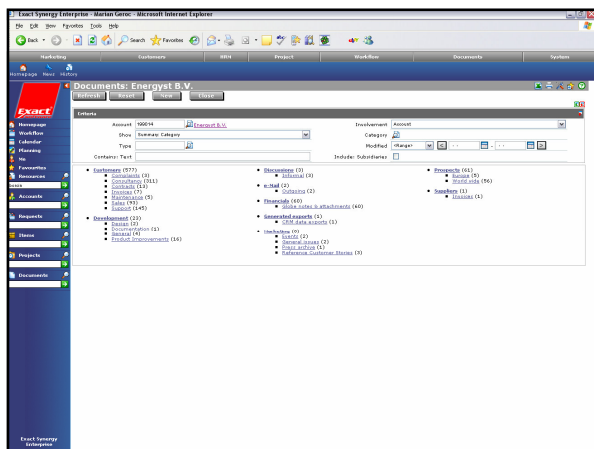 Exact Synergy Enterprise - Marian Geroc - Microsoft Internet Explorer
File Edit View Favorites Tools Help
Back Search Favorites
Marketing Customers HRM Project Workflow Documents System
Homepage News History
Exact
Documents: Energyst B.V.
Refresh Reset New Close
Criteria
Account 100014 Energyst B.V. Involvement Account
Show Summary Category Category
Type Modified <Range>
Contains: Text Include: Subsidiaries
Homepage
Workflow
Calendar
Planning
Me
Favourites
Resources
Accounts
Requests
Items
Projects
Documents
Customers (577)
Complaints (3)
Consultancy (311)
Contracts (13)
Invoices (7)
Maintenance (5)
Sales (93)
Support (145)
Development (23)
Design (2)
Documentation (1)
General (4)
Product Improvements (16)
Discussions (3)
Informal (3)
e-Mail (2)
Outgoing (2)
Financials (60)
Globe notes & attachments (60)
Generated exports (1)
CRM data exports (1)
Marketing
Events (2)
General issues (2)
Press archive (1)
Reference Customer Stories (3)
Prospects (61)
Europe (5)
World wide (56)
Suppliers (1)
Invoices (1)
Exact Synergy
Enterprise